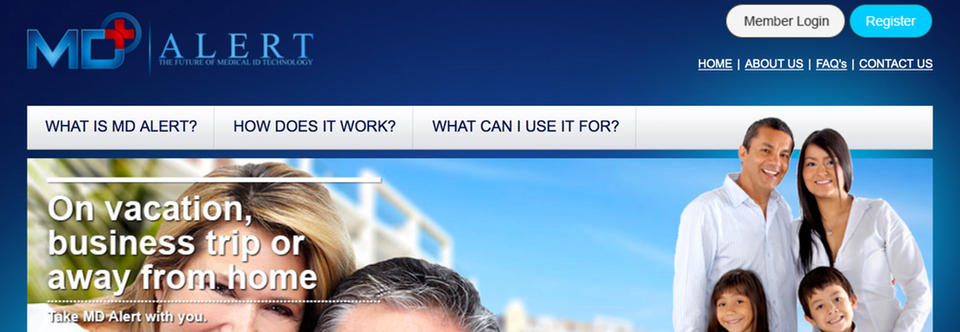 MD ALERT
THE FUTURE OF MEDICAL ID TECHNOLOGY
Member Login
Register
HOME | ABOUT US | FAQ's | CONTACT US
WHAT IS MD ALERT?
HOW DOES IT WORK?
WHAT CAN I USE IT FOR?
On vacation,
business trip or
away from home
Take MD Alert with you.